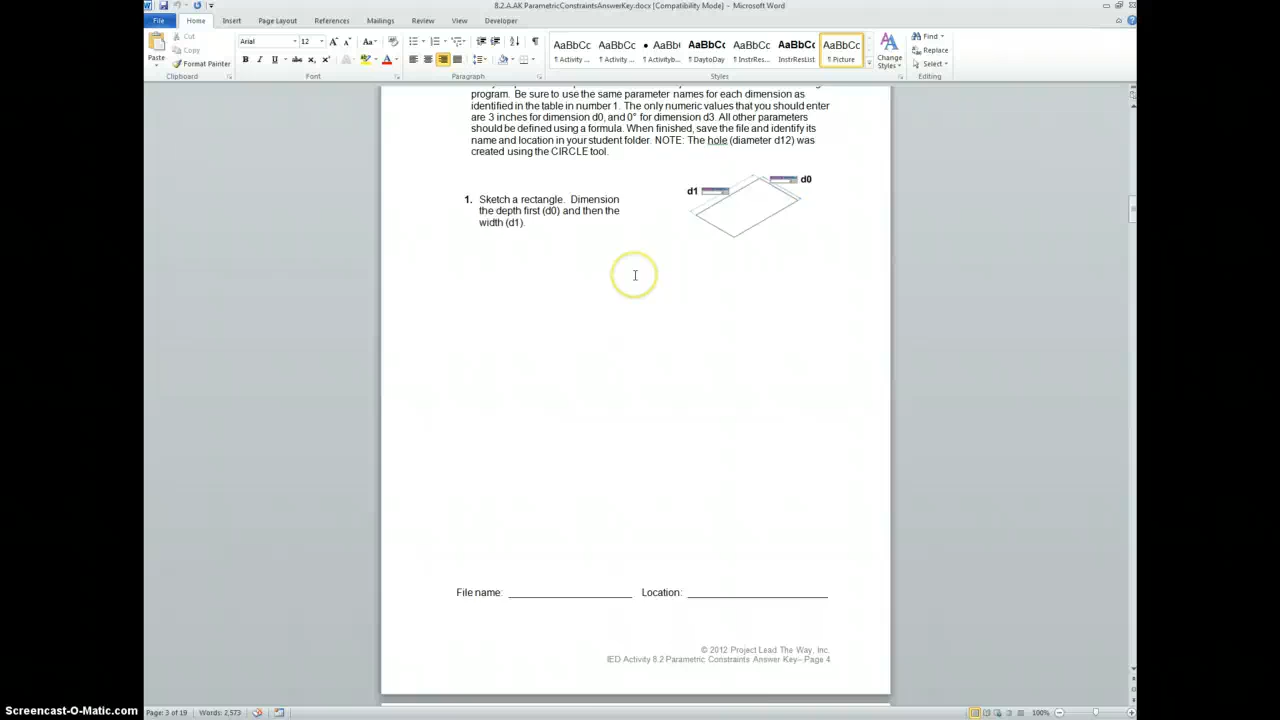 8.2.A.AK ParametricConstraintsAnswerKey.docx [Compatibility Mode] – Microsoft Word
File Home Insert Page Layout References Mailings Review View Developer
Cut
Copy
Format Painter
Paste
Clipboard
Arial 12
Font
Paragraph
AaBbCc AaBbCc AaBb AaBbCc AaBbCc AaBbCc AaBbCc
¶ Activity ... ¶ Activity ... ¶ Activityb... ¶ DaytoDay ¶ InstrRes... InstrResList ¶ Picture
Styles
Change Styles
Find
Replace
Select
Editing
program. Be sure to use the same parameter names for each dimension as
identified in the table in number 1. The only numeric values that you should enter
are 3 inches for dimension d0, and 0° for dimension d3. All other parameters
should be defined using a formula. When finished, save the file and identify its
name and location in your student folder. NOTE: The hole (diameter d12) was
created using the CIRCLE tool.
1. Sketch a rectangle. Dimension
the depth first (d0) and then the
width (d1).
d1
d0
File name: Location:
© 2012 Project Lead The Way, Inc.
IED Activity 8.2 Parametric Constraints Answer Key– Page 4
Page: 3 of 19 Words: 2,573 100%
Screencast-O-Matic.com